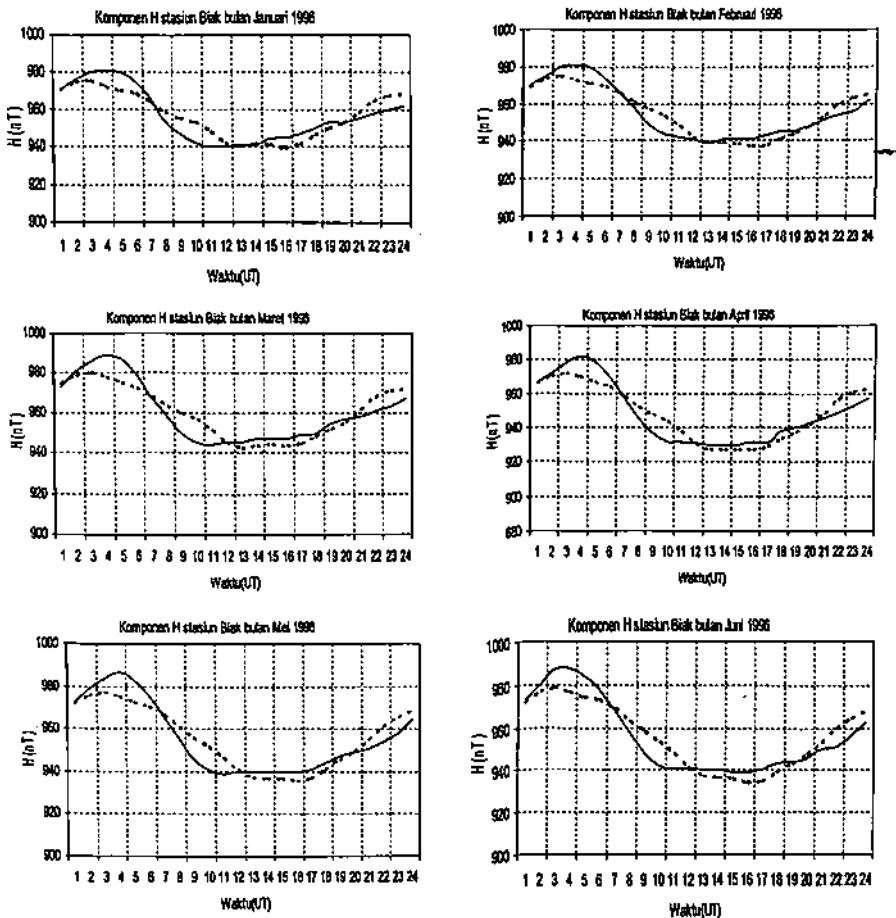 Komponen H stasiun Biak bulan Januari 1996
1000
980
960
940
920
900
H (nT)
1 2 3 4 5 6 7 8 9 10 11 12 13 14 15 16 17 18 19 20 21 22 23 24
Waktu(UT)
Komponen H stasiun Biak bulan Februari 1996
1000
980
960
940
920
900
H (nT)
1 2 3 4 5 6 7 8 9 10 11 12 13 14 15 16 17 18 19 20 21 22 23 24
Waktu(UT)
Komponen H stasiun Biak bulan Maret 1996
1000
980
960
940
920
900
H (nT)
1 2 3 4 5 6 7 8 9 10 11 12 13 14 15 16 17 18 19 20 21 22 23 24
Waktu(UT)
Komponen H stasiun Biak bulan April 1996
1000
980
960
940
920
900
880
H (nT)
1 2 3 4 5 6 7 8 9 10 11 12 13 14 15 16 17 18 19 20 21 22 23 24
Waktu(UT)
Komponen H stasiun Biak bulan Mei 1996
1000
980
960
940
920
900
H (nT)
1 2 3 4 5 6 7 8 9 10 11 12 13 14 15 16 17 18 19 20 21 22 23 24
Waktu(UT)
Komponen H stasiun Biak bulan Juni 1996
1000
980
960
940
920
900
H (nT)
1 2 3 4 5 6 7 8 9 10 11 12 13 14 15 16 17 18 19 20 21 22 23 24
Waktu(UT)